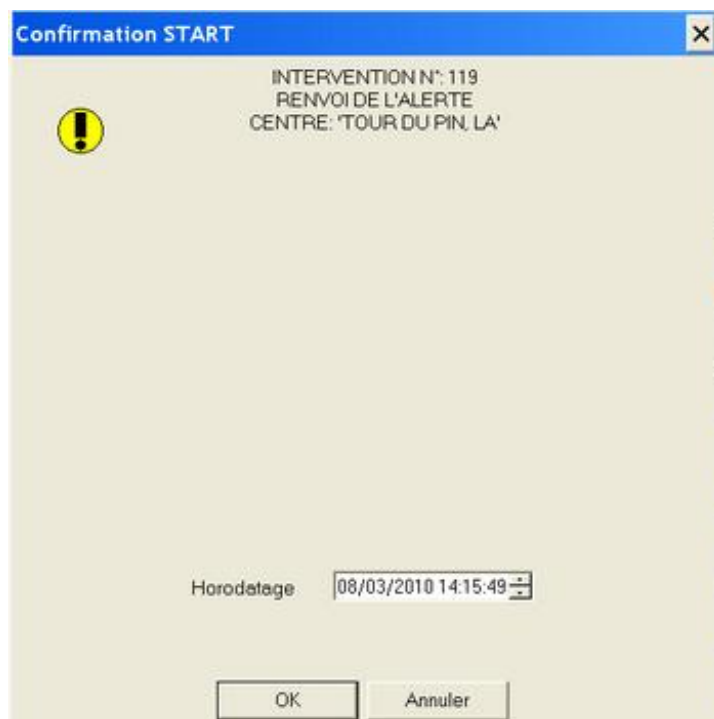 Confirmation START
INTERVENTION N°: 119
RENVOI DE L'ALERTE
CENTRE: 'TOUR DU PIN, LA'
Horodatage 08/03/2010 14:15:49
OK Annuler